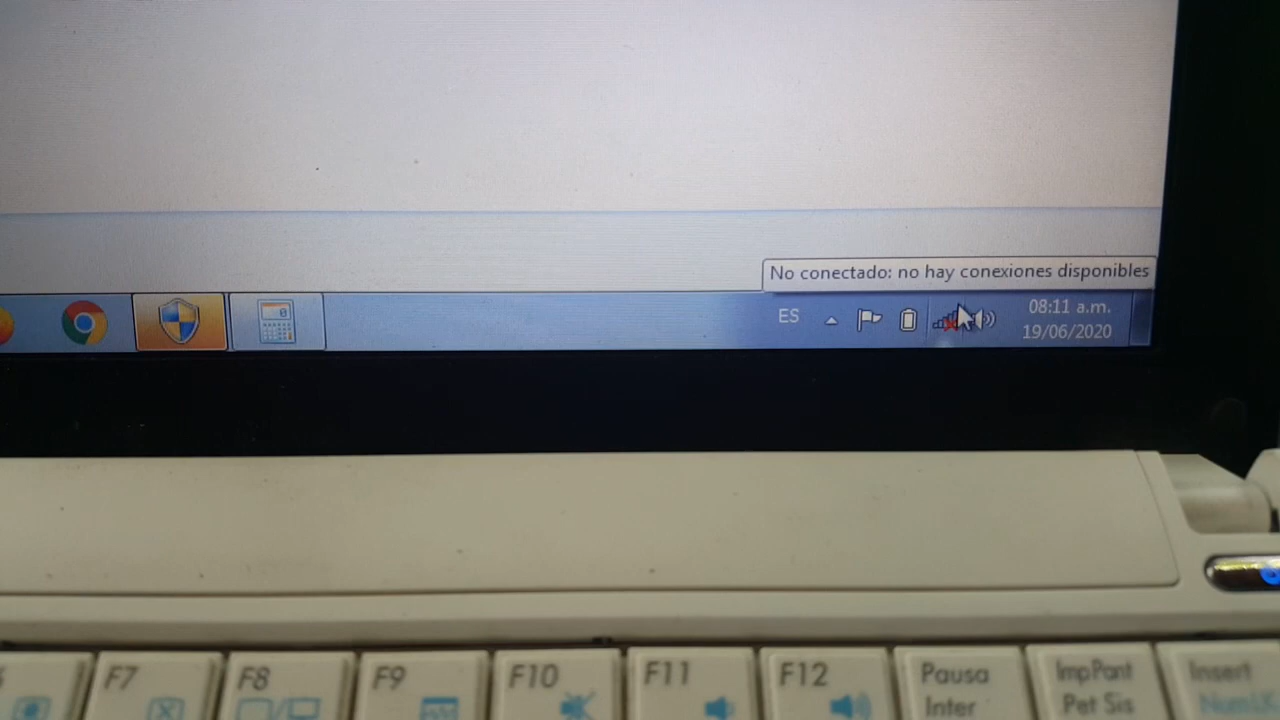 No conectado: no hay conexiones disponibles
ES
08:11 a.m.
19/06/2020
F7
F8
F9
F10
F11
F12
Pausa
Inter
ImpPant
Pet Sis
Insert